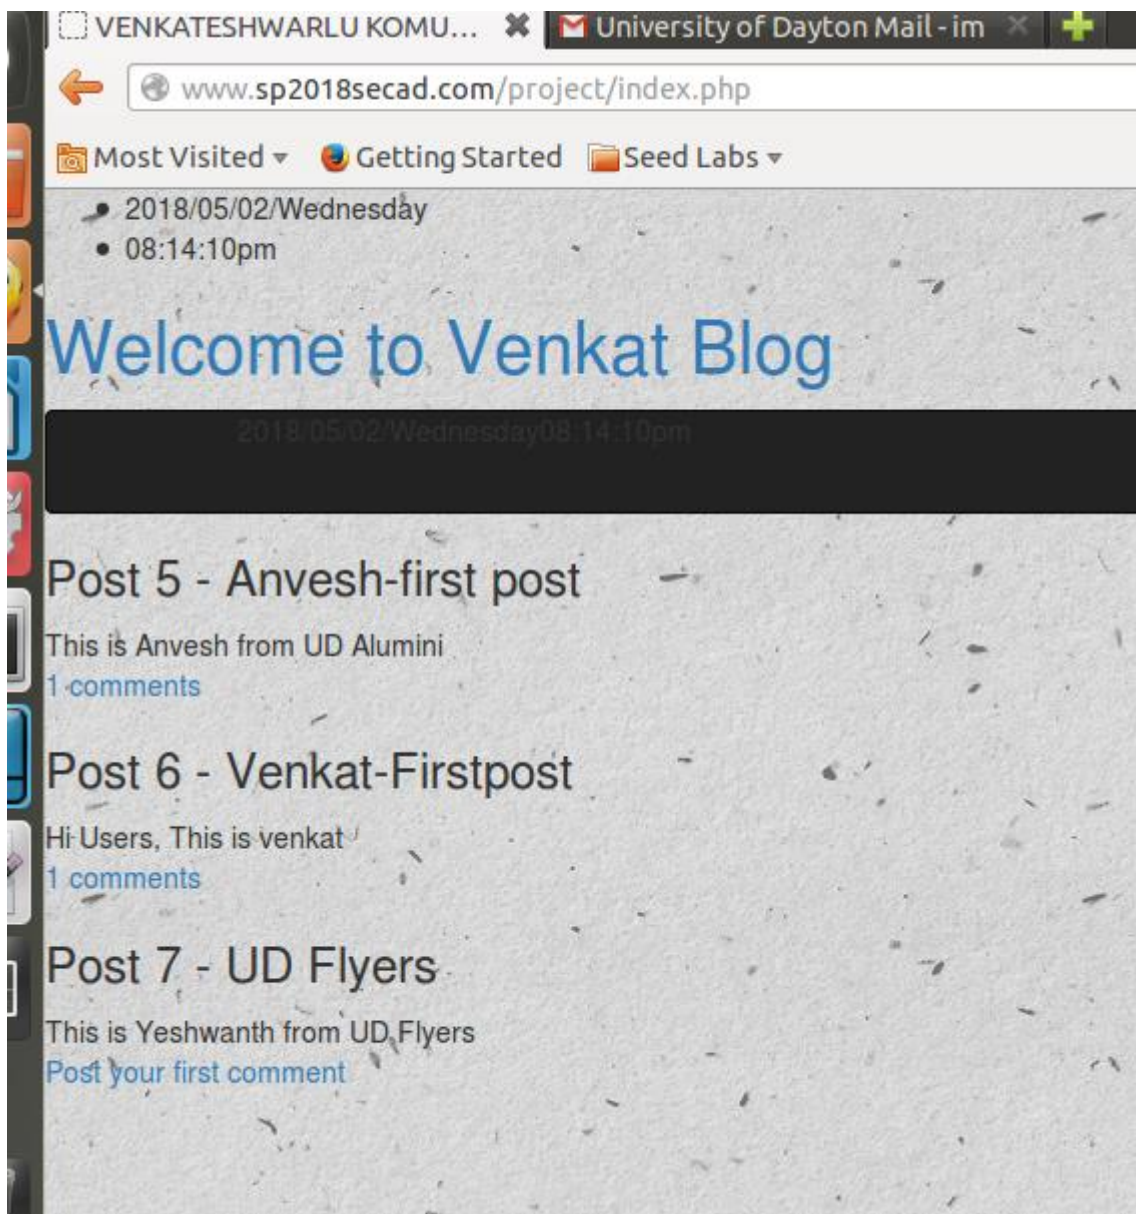 VENKATESHWARLU KOMU...
University of Dayton Mail - im
www.sp2018secad.com/project/index.php
Most Visited
Getting Started
Seed Labs
2018/05/02/Wednesday
08:14:10pm
Welcome to Venkat Blog
2018/05/02/Wednesday08:14:10pm
Post 5 - Anvesh-first post
This is Anvesh from UD Alumini
1 comments
Post 6 - Venkat-Firstpost
Hi Users, This is venkat
1 comments
Post 7 - UD Flyers
This is Yeshwanth from UD Flyers
Post your first comment